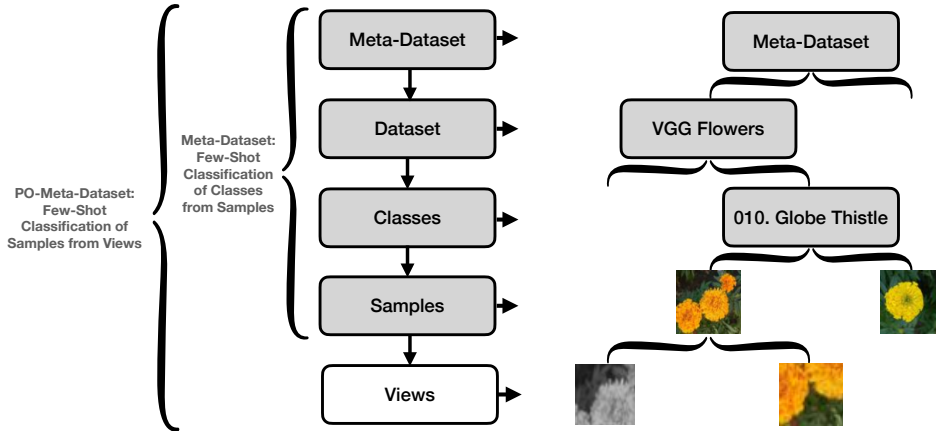 PO-Meta-Dataset:
Few-Shot
Classification of
Samples from Views
Meta-Dataset:
Few-Shot
Classification
of Classes
from Samples
Meta-Dataset
Dataset
Classes
Samples
Views
Meta-Dataset
VGG Flowers
010. Globe Thistle